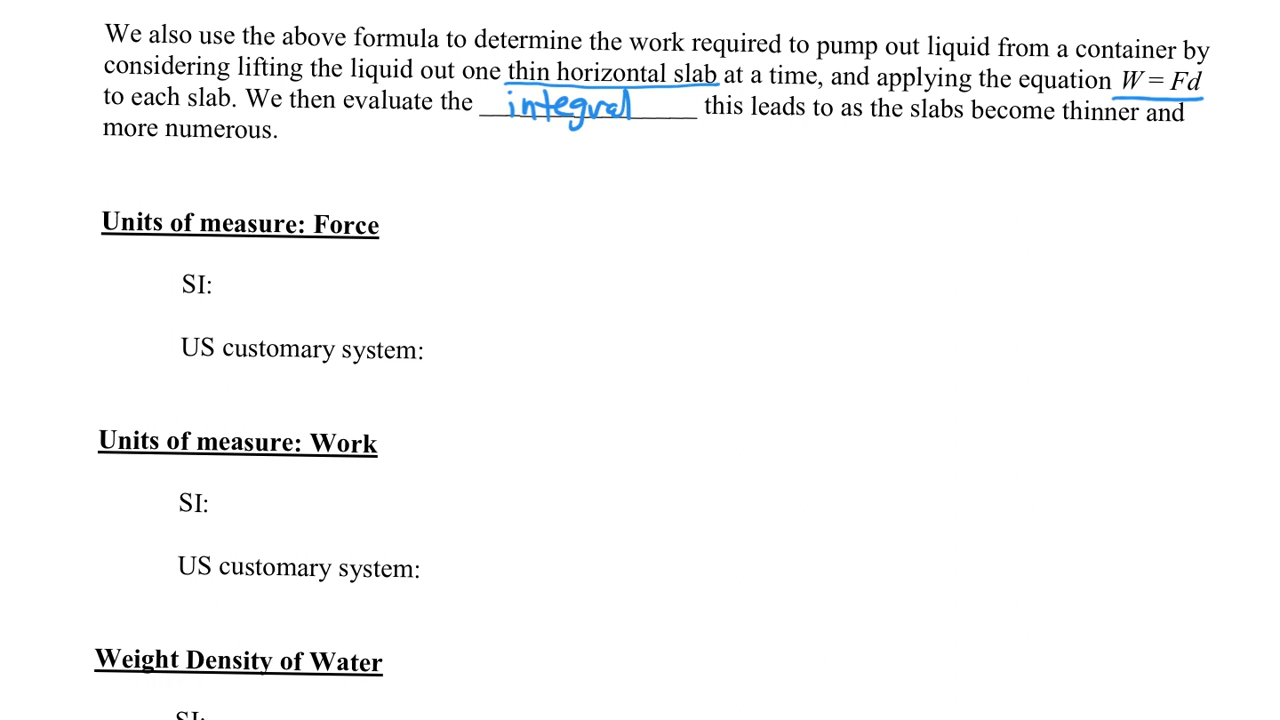 We also use the above formula to determine the work required to pump out liquid from a container by
considering lifting the liquid out one thin horizontal slab at a time, and applying the equation W = Fd
to each slab. We then evaluate the integral this leads to as the slabs become thinner and
more numerous.
Units of measure: Force
SI:
US customary system:
Units of measure: Work
SI:
US customary system:
Weight Density of Water
SI: